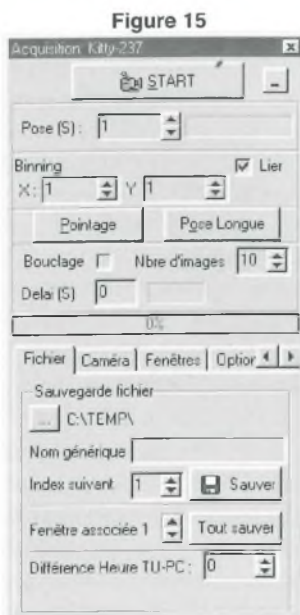 Figure 15
Acquisition: Kitty-237
START
Pose (S) : 1
Binning Lier
X : 1 Y 1
Pointage Pose Longue
Bouclage Nbre d'images 10
Delai (S) 0
0%
Fichier Caméra Fenêtres Option
Sauvegarde fichier
... C:\TEMP\
Nom générique
Index suivant 1 Sauver
Fenêtre associée 1 Tout sauver
Différence Heure TU-PC : 0